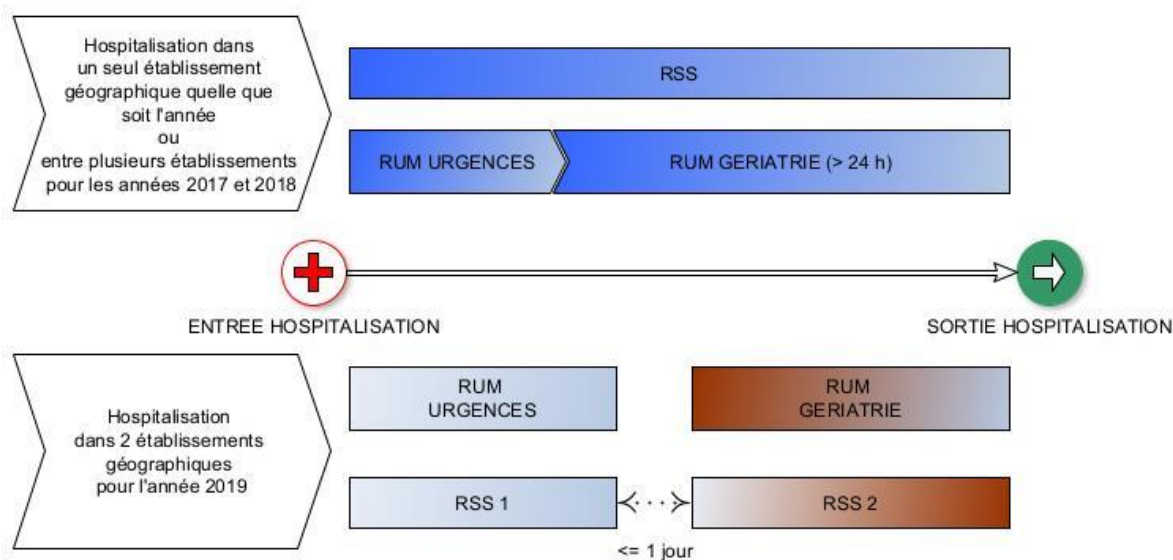 Hospitalisation dans
un seul établissement
géographique quelle que
soit l'année
ou
entre plusieurs établissements
pour les années 2017 et 2018
RSS
RUM URGENCES
RUM GERIATRIE (> 24 h)
ENTREE HOSPITALISATION
SORTIE HOSPITALISATION
Hospitalisation
dans 2 établissements
géographiques
pour l'année 2019
RUM
URGENCES
RUM
GERIATRIE
RSS 1
RSS 2
<= 1 jour